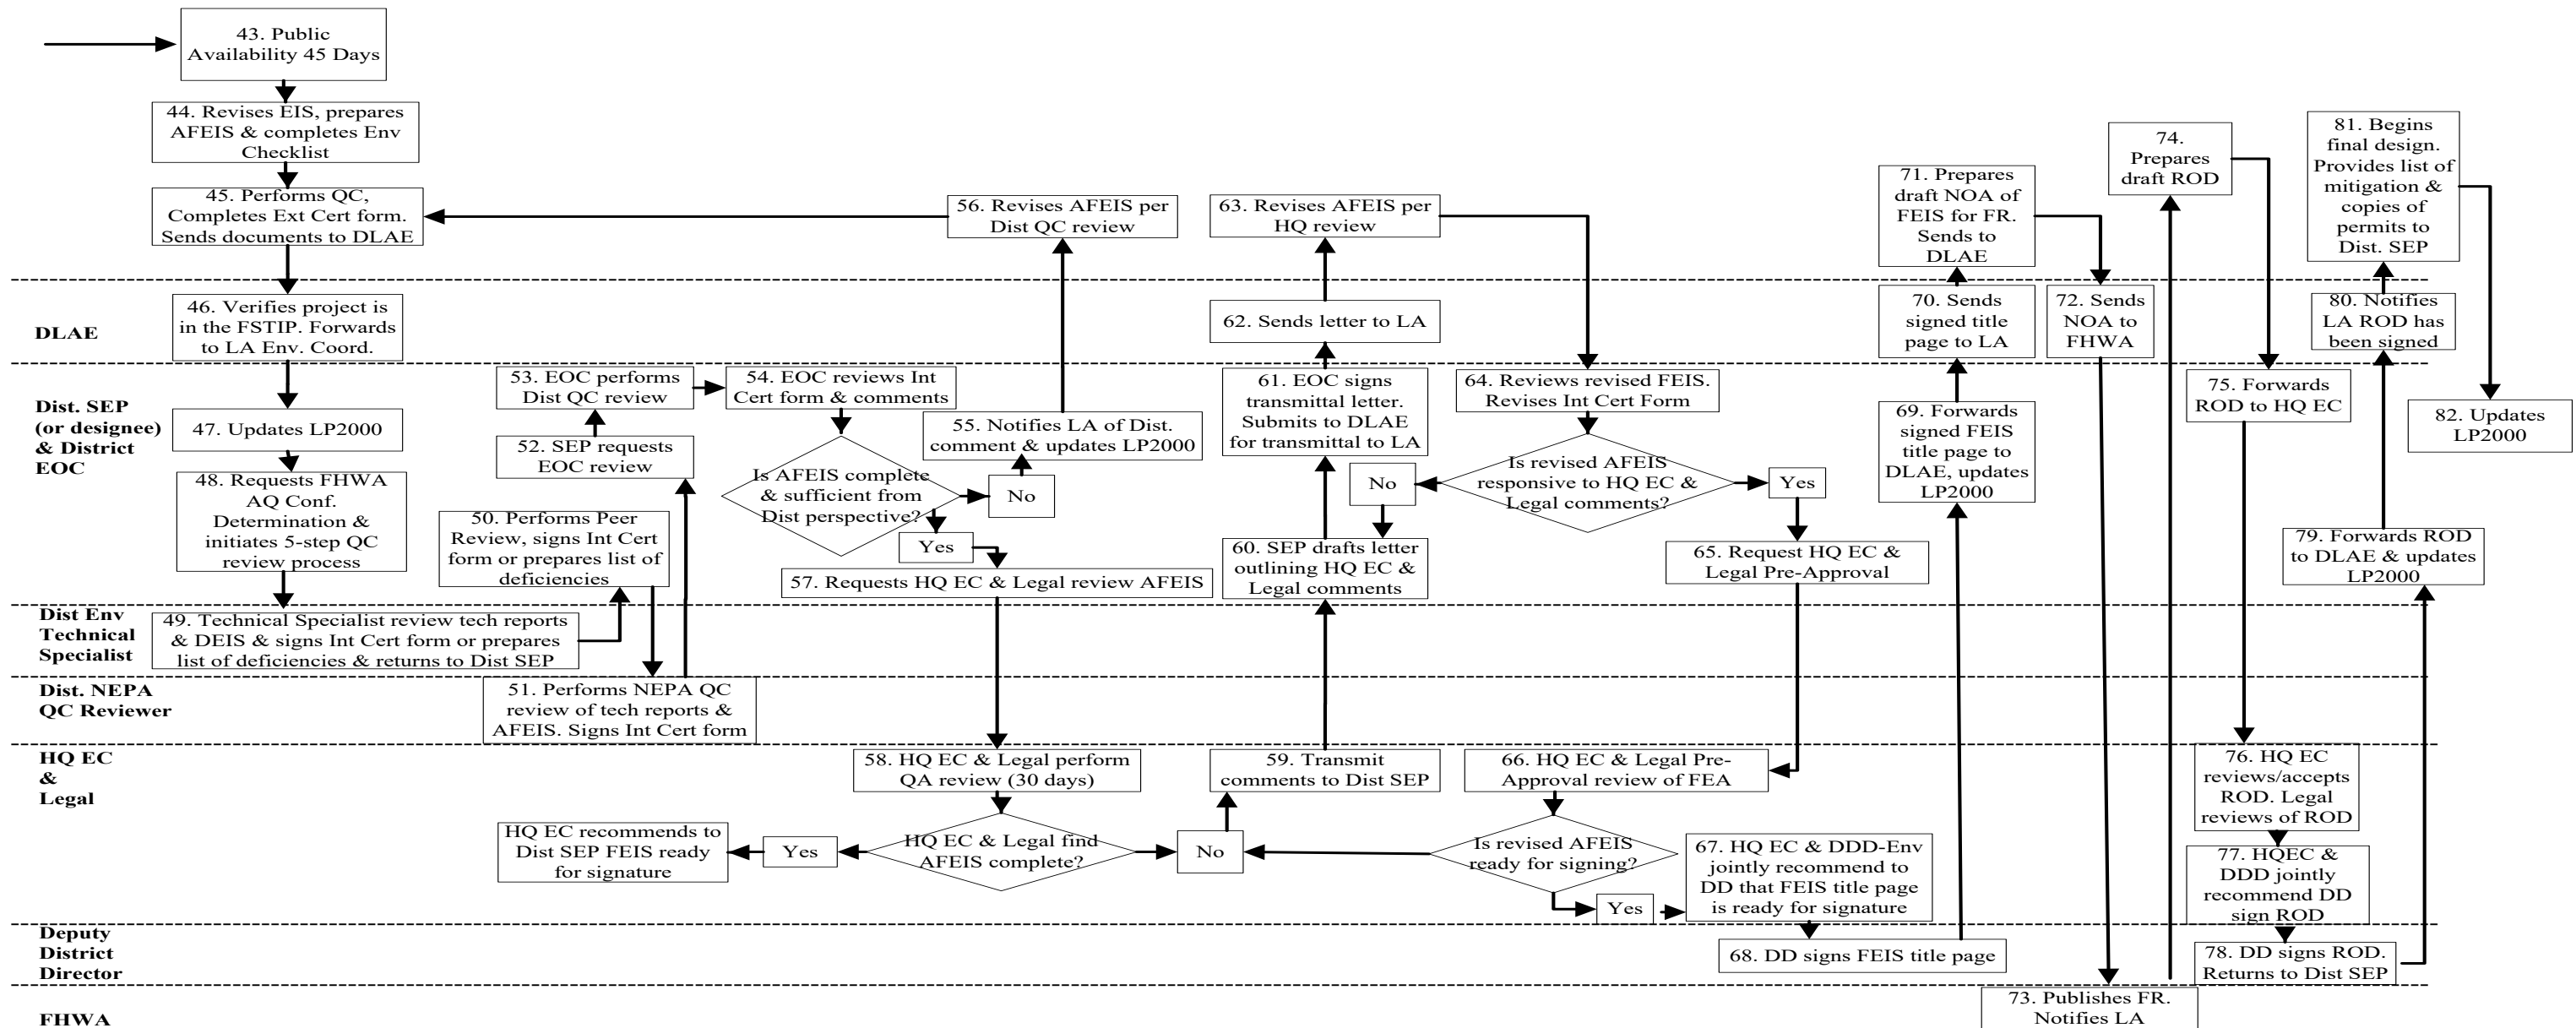 43. Public
Availability 45 Days
44. Revises EIS, prepares
AFEIS & completes Env
Checklist
45. Performs QC,
Completes Ext Cert form.
Sends documents to DLAE
56. Revises AFEIS per
Dist QC review
63. Revises AFEIS per
HQ review
71. Prepares
draft NOA of
FEIS for FR.
Sends to
DLAE
74.
Prepares
draft ROD
81. Begins
final design.
Provides list of
mitigation &
copies of
permits to
Dist. SEP
DLAE
46. Verifies project is
in the FSTIP. Forwards
to LA Env. Coord.
62. Sends letter to LA
70. Sends
signed title
page to LA
72. Sends
NOA to
FHWA
80. Notifies
LA ROD has
been signed
Dist. SEP
(or designee)
& District
EOC
47. Updates LP2000
48. Requests FHWA
AQ Conf.
Determination &
initiates 5-step QC
review process
53. EOC performs
Dist QC review
52. SEP requests
EOC review
50. Performs Peer
Review, signs Int Cert
form or prepares list of
deficiencies
54. EOC reviews Int
Cert form & comments
Is AFEIS complete
& sufficient from
Dist perspective?
55. Notifies LA of Dist.
comment & updates LP2000
No
Yes
57. Requests HQ EC & Legal review AFEIS
61. EOC signs
transmittal letter.
Submits to DLAE
for transmittal to LA
60. SEP drafts letter
outlining HQ EC &
Legal comments
64. Reviews revised FEIS.
Revises Int Cert Form
Is revised AFEIS
responsive to HQ EC &
Legal comments?
No
Yes
65. Request HQ EC &
Legal Pre-Approval
69. Forwards
signed FEIS
title page to
DLAE, updates
LP2000
75. Forwards
ROD to HQ EC
82. Updates
LP2000
79. Forwards ROD
to DLAE & updates
LP2000
Dist Env
Technical
Specialist
49. Technical Specialist review tech reports
& DEIS & signs Int Cert form or prepares
list of deficiencies & returns to Dist SEP
Dist. NEPA
QC Reviewer
51. Performs NEPA QC
review of tech reports &
AFEIS. Signs Int Cert form
HQ EC
&
Legal
58. HQ EC & Legal perform
QA review (30 days)
HQ EC & Legal find
AFEIS complete?
Yes
HQ EC recommends to
Dist SEP FEIS ready
for signature
No
59. Transmit
comments to Dist SEP
66. HQ EC & Legal Pre-
Approval review of FEA
Is revised AFEIS
ready for signing?
Yes
67. HQ EC & DDD-Env
jointly recommend to
DD that FEIS title page
is ready for signature
76. HQ EC
reviews/accepts
ROD. Legal
reviews of ROD
77. HQEC &
DDD jointly
recommend DD
sign ROD
Deputy
District
Director
68. DD signs FEIS title page
78. DD signs ROD.
Returns to Dist SEP
FHWA
73. Publishes FR.
Notifies LA